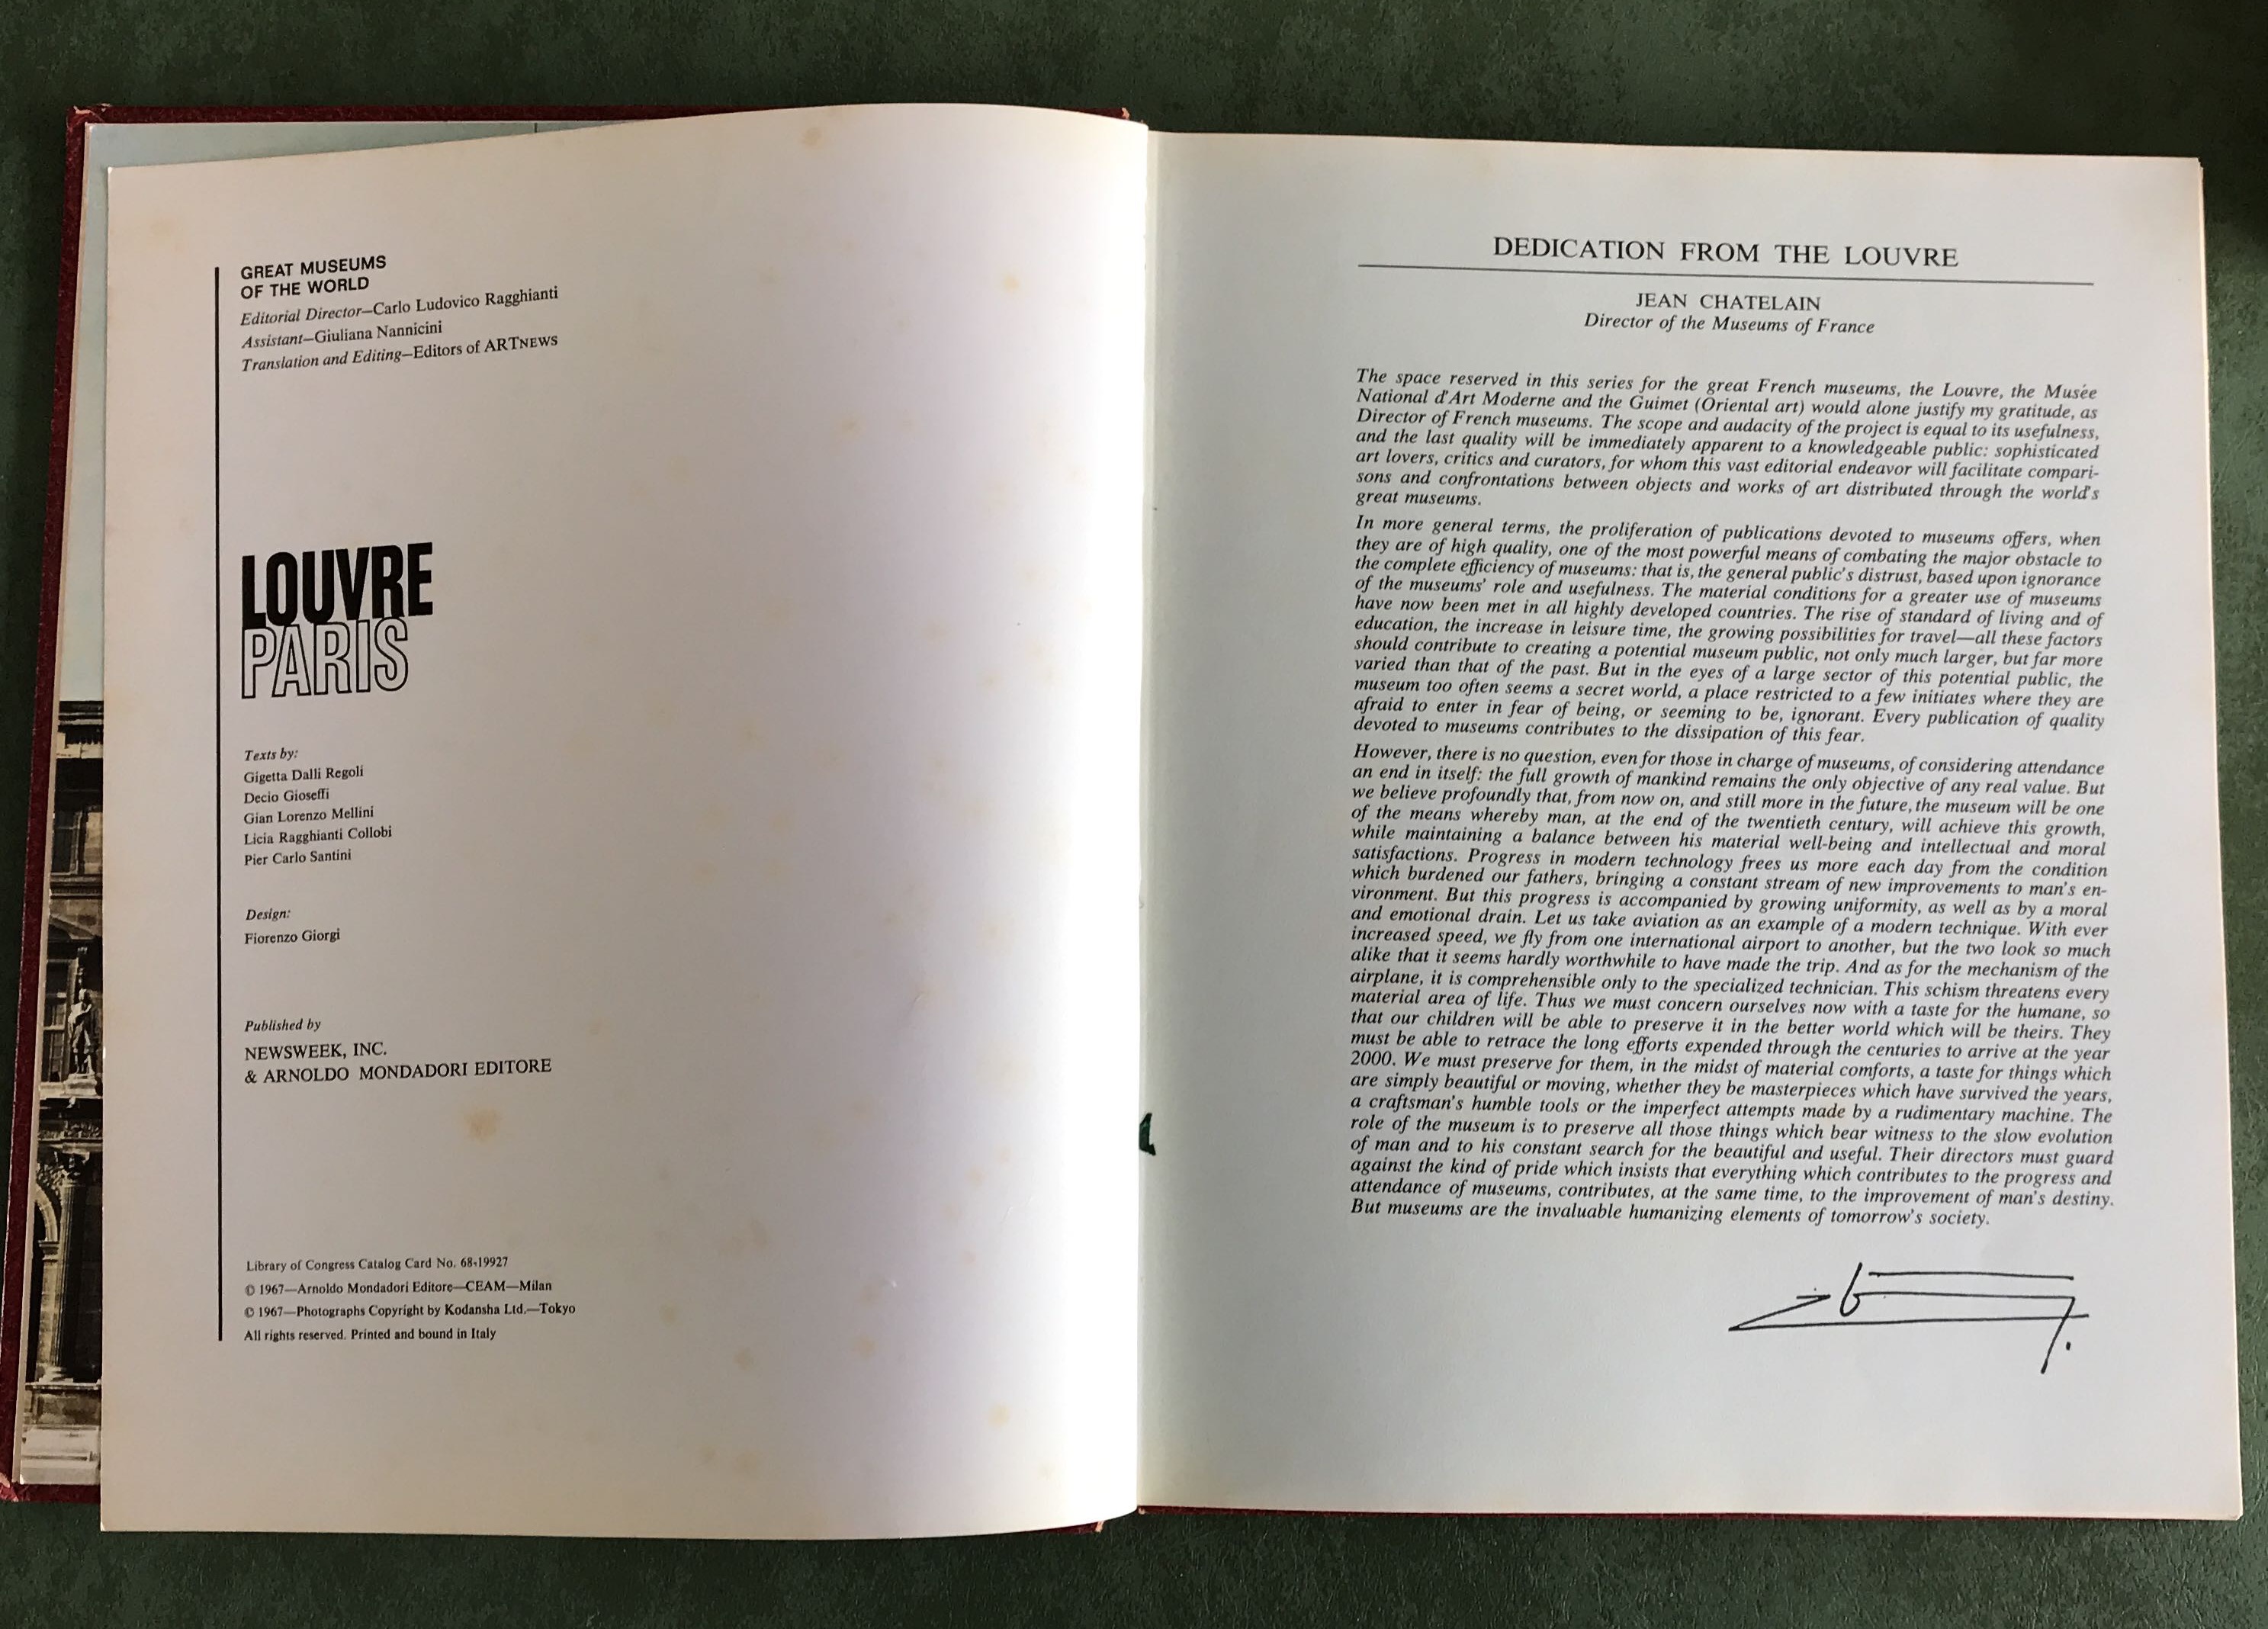 GREAT MUSEUMS
OF THE WORLD
Editorial Director—Carlo Ludovico Ragghianti
Assistant—Giuliana Nannicini
Translation and Editing—Editors of ARTNEWS
LOUVRE
PARIS
Texts by:
Gigetta Dalli Regoli
Decio Gioseffi
Gian Lorenzo Mellini
Licia Ragghianti Collobi
Pier Carlo Santini
Design:
Fiorenzo Giorgi
Published by
NEWSWEEK, INC.
& ARNOLDO MONDADORI EDITORE
Library of Congress Catalog Card No. 68-19927
© 1967—Arnoldo Mondadori Editore—CEAM—Milan
© 1967—Photographs Copyright by Kodansha Ltd.—Tokyo
All rights reserved. Printed and bound in Italy
DEDICATION FROM THE LOUVRE
JEAN CHATELAIN
Director of the Museums of France
The space reserved in this series for the great French museums, the Louvre, the Musée
National d'Art Moderne and the Guimet (Oriental art) would alone justify my gratitude, as
Director of French museums. The scope and audacity of the project is equal to its usefulness,
and the last quality will be immediately apparent to a knowledgeable public: sophisticated
art lovers, critics and curators, for whom this vast editorial endeavor will facilitate compari-
sons and confrontations between objects and works of art distributed through the world's
great museums.
In more general terms, the proliferation of publications devoted to museums offers, when
they are of high quality, one of the most powerful means of combating the major obstacle to
the complete efficiency of museums: that is, the general public's distrust, based upon ignorance
of the museums' role and usefulness. The material conditions for a greater use of museums
have now been met in all highly developed countries. The rise of standard of living and of
education, the increase in leisure time, the growing possibilities for travel—all these factors
should contribute to creating a potential museum public, not only much larger, but far more
varied than that of the past. But in the eyes of a large sector of this potential public, the
museum too often seems a secret world, a place restricted to a few initiates where they are
afraid to enter in fear of being, or seeming to be, ignorant. Every publication of quality
devoted to museums contributes to the dissipation of this fear.
However, there is no question, even for those in charge of museums, of considering attendance
an end in itself: the full growth of mankind remains the only objective of any real value. But
we believe profoundly that, from now on, and still more in the future, the museum will be one
of the means whereby man, at the end of the twentieth century, will achieve this growth,
while maintaining a balance between his material well-being and intellectual and moral
satisfactions. Progress in modern technology frees us more each day from the condition
which burdened our fathers, bringing a constant stream of new improvements to man's en-
vironment. But this progress is accompanied by growing uniformity, as well as by a moral
and emotional drain. Let us take aviation as an example of a modern technique. With ever
increased speed, we fly from one international airport to another, but the two look so much
alike that it seems hardly worthwhile to have made the trip. And as for the mechanism of the
airplane, it is comprehensible only to the specialized technician. This schism threatens every
material area of life. Thus we must concern ourselves now with a taste for the humane, so
that our children will be able to preserve it in the better world which will be theirs. They
must be able to retrace the long efforts expended through the centuries to arrive at the year
2000. We must preserve for them, in the midst of material comforts, a taste for things which
are simply beautiful or moving, whether they be masterpieces which have survived the years,
a craftsman's humble tools or the imperfect attempts made by a rudimentary machine. The
role of the museum is to preserve all those things which bear witness to the slow evolution
of man and to his constant search for the beautiful and useful. Their directors must guard
against the kind of pride which insists that everything which contributes to the progress and
attendance of museums, contributes, at the same time, to the improvement of man's destiny.
But museums are the invaluable humanizing elements of tomorrow's society.